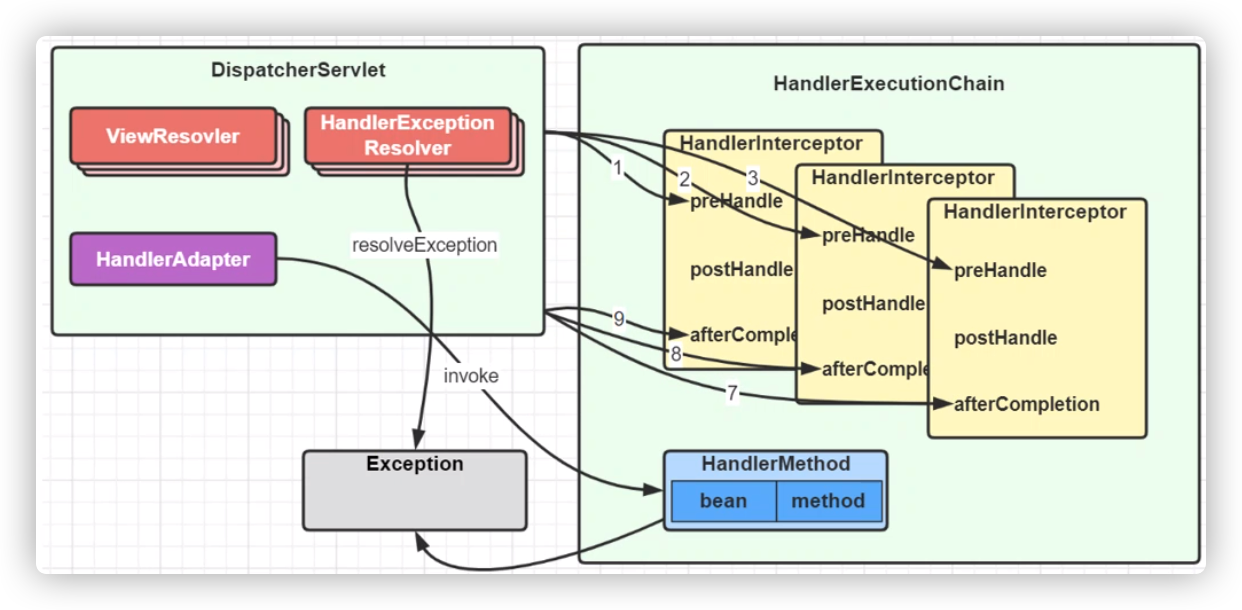 DispatcherServlet
ViewResovler
HandlerException
Resolver
HandlerAdapter
resolveException
invoke
Exception
HandlerExecutionChain
HandlerInterceptor
preHandle
postHandle
afterComple
HandlerInterceptor
preHandle
postHandle
afterComple
HandlerInterceptor
preHandle
postHandle
afterCompletion
1
2
3
9
8
7
HandlerMethod
bean
method